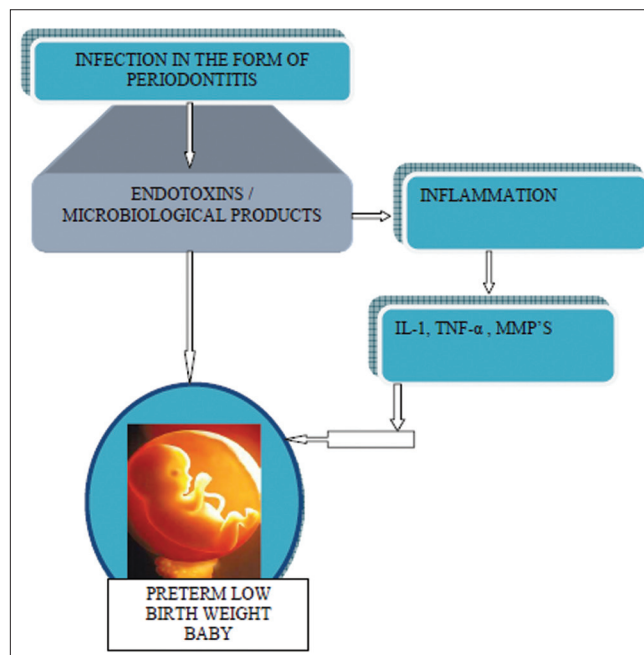 INFECTION IN THE FORM OF
PERIODONTITIS
ENDOTOXINS /
MICROBIOLOGICAL PRODUCTS
INFLAMMATION
IL-1, TNF-α , MMP'S
PRETERM LOW
BIRTH WEIGHT
BABY